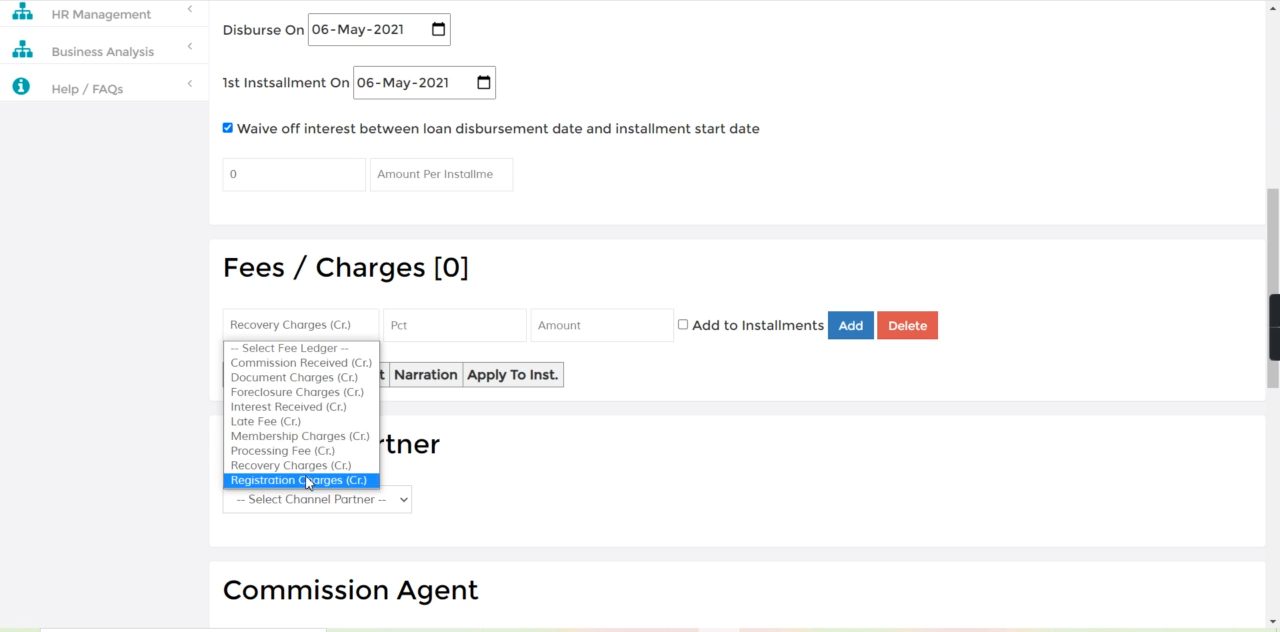 HR Management
Business Analysis
Help / FAQs
Disburse On 06-May-2021
1st Instsallment On 06-May-2021
Waive off interest between loan disbursement date and installment start date
0 Amount Per Installme
Fees / Charges [0]
Recovery Charges (Cr.) Pct Amount Add to Installments Add Delete
-- Select Fee Ledger --
Commission Received (Cr.)
Document Charges (Cr.)
Foreclosure Charges (Cr.)
Interest Received (Cr.)
Late Fee (Cr.)
Membership Charges (Cr.)
Processing Fee (Cr.)
Recovery Charges (Cr.)
Registration Charges (Cr.)
t Narration Apply To Inst.
rtner
-- Select Channel Partner --
Commission Agent